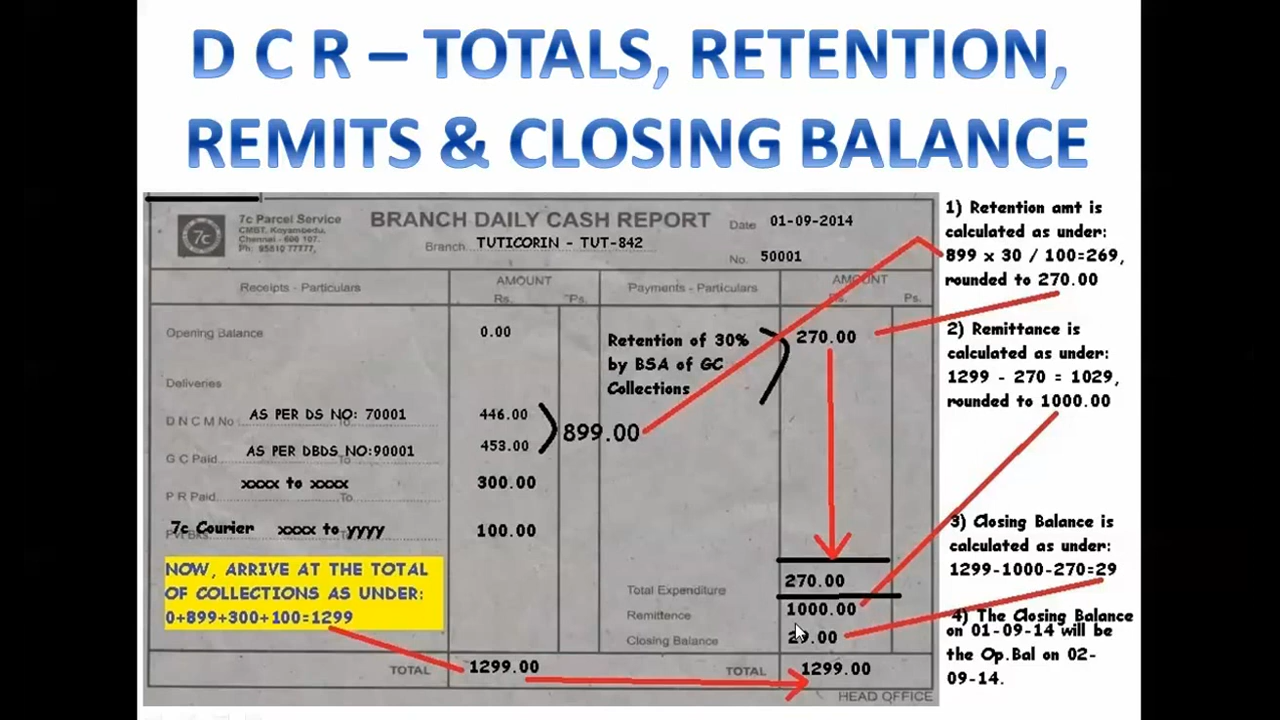 D C R – TOTALS, RETENTION,
REMITS & CLOSING BALANCE
7c
7c Parcel Service
CMBT, Koyambedu,
Chennai - 600 107.
BRANCH DAILY CASH REPORT
Date 01-09-2014
Branch TUTICORIN - TUT-842
No. 50001
Receipts - Particulars
AMOUNT
Rs. Ps.
Payments - Particulars
AMOUNT
Rs. Ps.
Opening Balance 0.00
Retention of 30%
by BSA of GC
Collections
270.00
Deliveries
D N C M No AS PER DS NO: 70001 To 446.00
899.00
G C Paid AS PER DBDS NO:90001 To 453.00
P R Paid xxxx to xxxx To 300.00
7c Courier xxxx to yyyy 100.00
NOW, ARRIVE AT THE TOTAL
OF COLLECTIONS AS UNDER:
0+899+300+100=1299
Total Expenditure 270.00
Remittence 1000.00
Closing Balance 29.00
TOTAL 1299.00
TOTAL 1299.00
HEAD OFFICE
1) Retention amt is
calculated as under:
899 x 30 / 100=269,
rounded to 270.00
2) Remittance is
calculated as under:
1299 - 270 = 1029,
rounded to 1000.00
3) Closing Balance is
calculated as under:
1299-1000-270=29
4) The Closing Balance
on 01-09-14 will be
the Op.Bal on 02-
09-14.